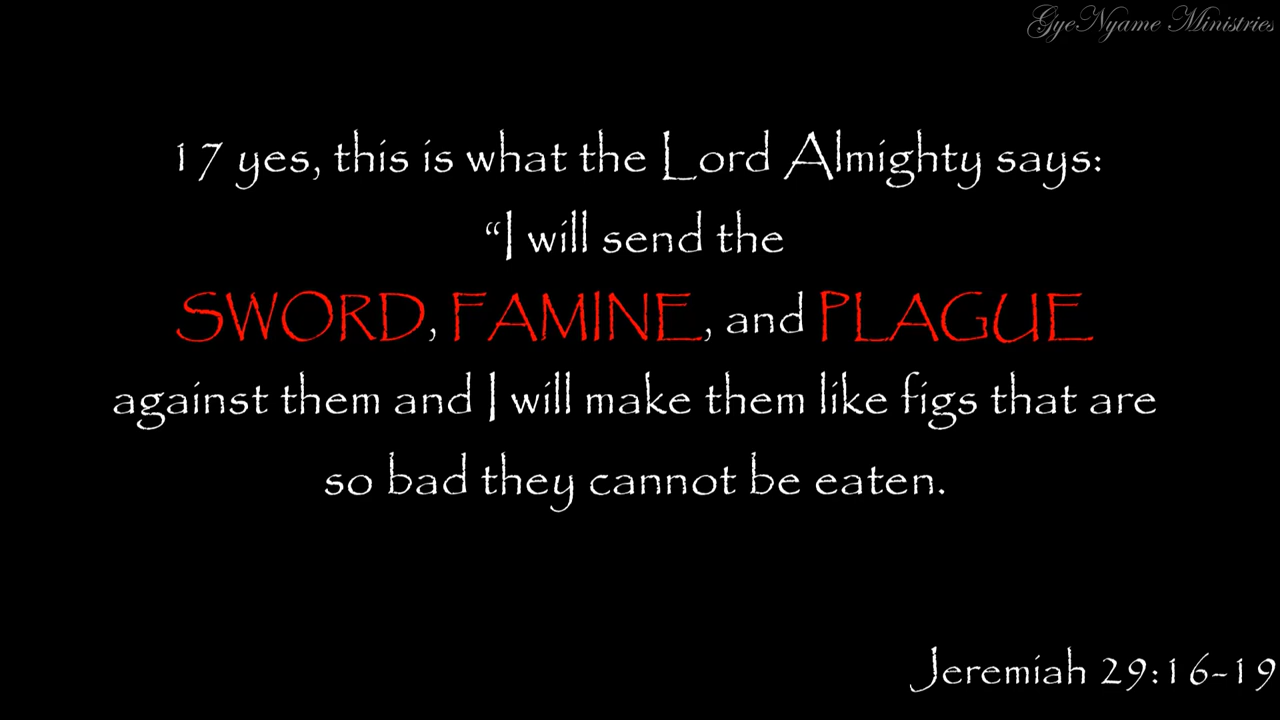 GyeNyame Ministries
17 yes, this is what the Lord Almighty says:
“I will send the
SWORD, FAMINE, and PLAGUE
against them and I will make them like figs that are
so bad they cannot be eaten.
Jeremiah 29:16-19